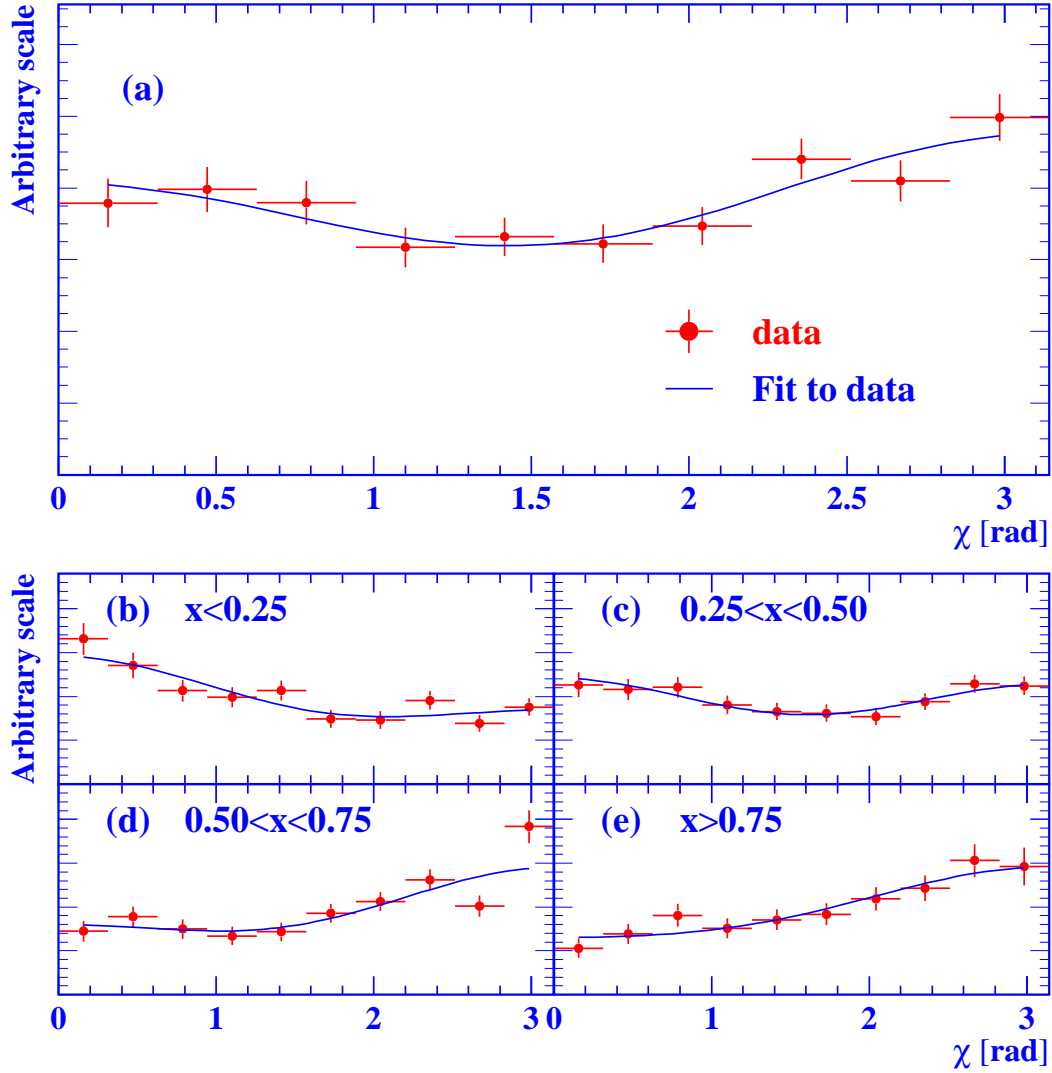 Arbitrary scale
(a)
data
Fit to data
0 0.5 1 1.5 2 2.5 3
χ [rad]
Arbitrary scale
(b) x<0.25
(c) 0.25<x<0.50
(d) 0.50<x<0.75
(e) x>0.75
0 1 2 3 0 1 2 3
χ [rad]